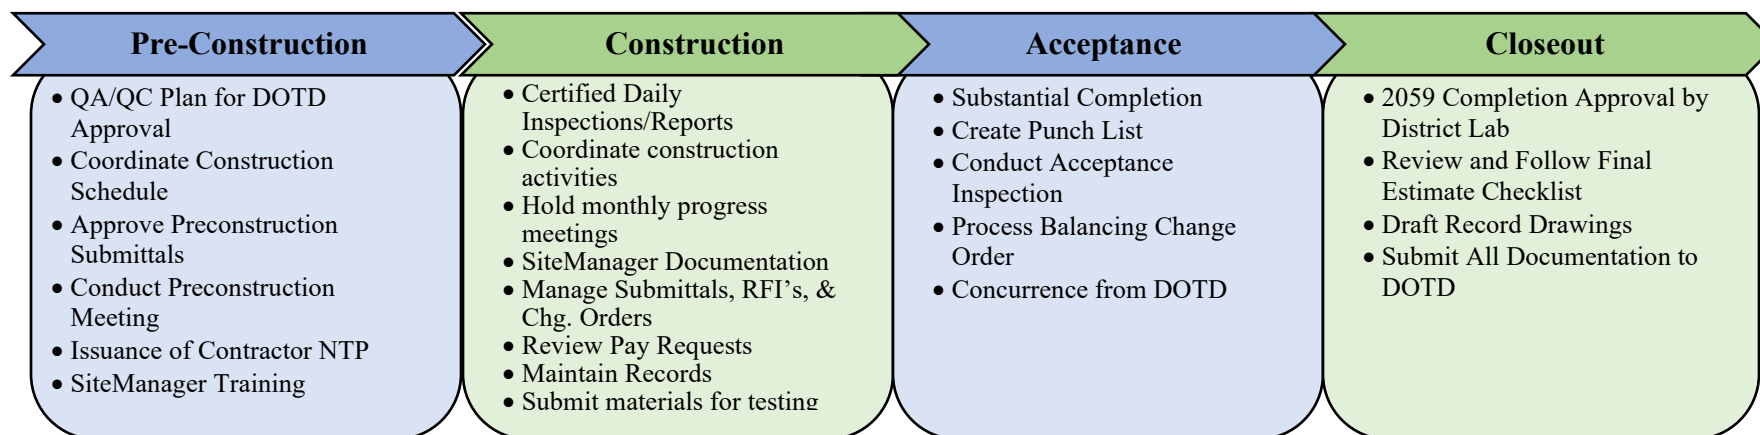 Pre-Construction
• QA/QC Plan for DOTD
Approval
• Coordinate Construction
Schedule
• Approve Preconstruction
Submittals
• Conduct Preconstruction
Meeting
• Issuance of Contractor NTP
• SiteManager Training
Construction
• Certified Daily
Inspections/Reports
• Coordinate construction
activities
• Hold monthly progress
meetings
• SiteManager Documentation
• Manage Submittals, RFI’s, &
Chg. Orders
• Review Pay Requests
• Maintain Records
• Submit materials for testing
Acceptance
• Substantial Completion
• Create Punch List
• Conduct Acceptance
Inspection
• Process Balancing Change
Order
• Concurrence from DOTD
Closeout
• 2059 Completion Approval by
District Lab
• Review and Follow Final
Estimate Checklist
• Draft Record Drawings
• Submit All Documentation to
DOTD